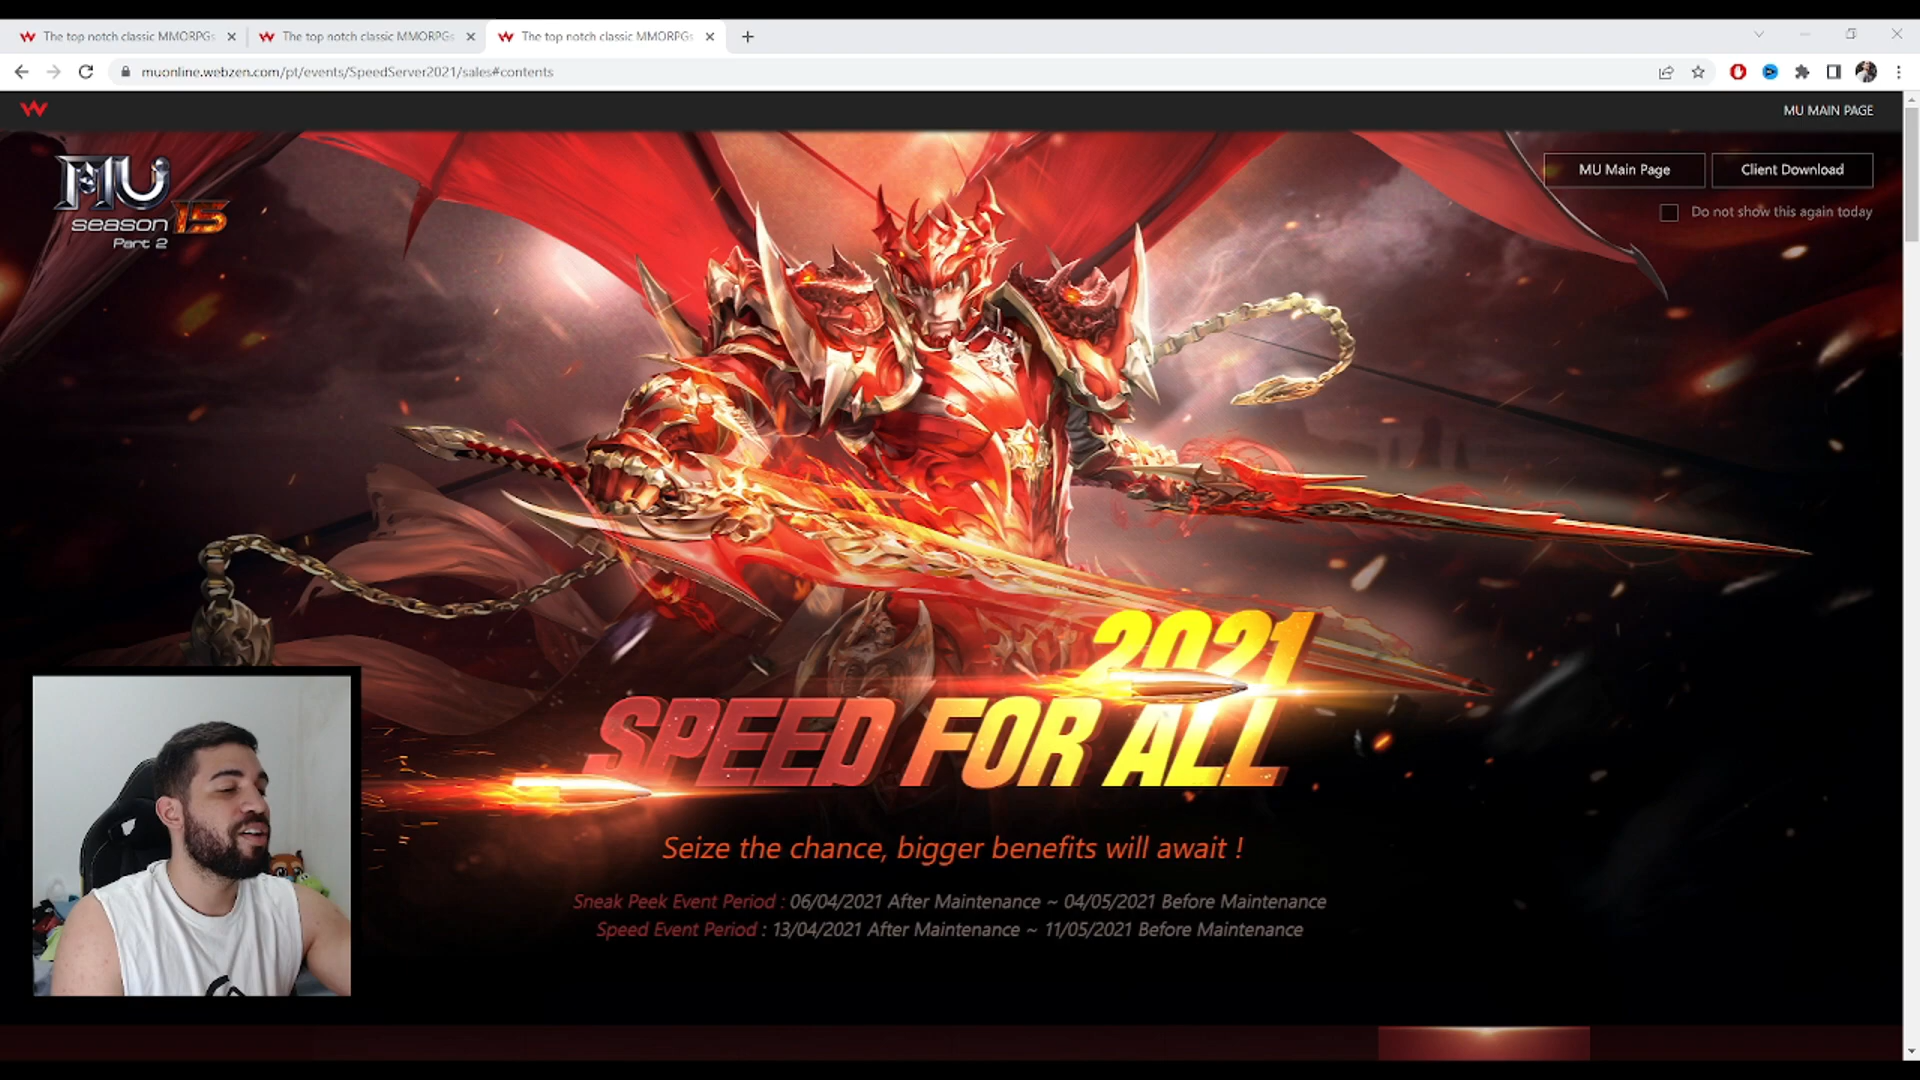 The top notch classic MMORPGs
The top notch classic MMORPGs
The top notch classic MMORPGs
muonline.webzen.com/pt/events/SpeedServer2021/sales#contents
MU MAIN PAGE
MU
season 15
Part 2
MU Main Page
Client Download
Do not show this again today
2021
SPEED FOR ALL
Seize the chance, bigger benefits will await !
Sneak Peek Event Period : 06/04/2021 After Maintenance ~ 04/05/2021 Before Maintenance
Speed Event Period : 13/04/2021 After Maintenance ~ 11/05/2021 Before Maintenance